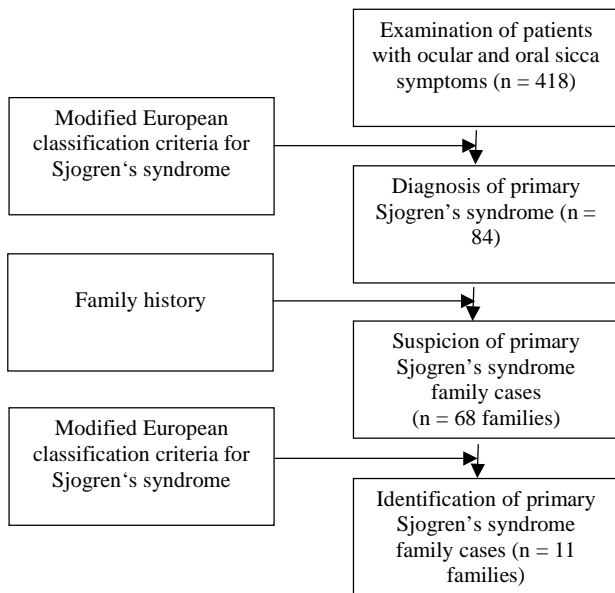 Examination of patients
with ocular and oral sicca
symptoms (n = 418)
Modified European
classification criteria for
Sjogren‘s syndrome
Diagnosis of primary
Sjogren’s syndrome (n =
84)
Family history
Suspicion of primary
Sjogren’s syndrome
family cases
(n = 68 families)
Modified European
classification criteria for
Sjogren‘s syndrome
Identification of primary
Sjogren’s syndrome
family cases (n = 11
families)